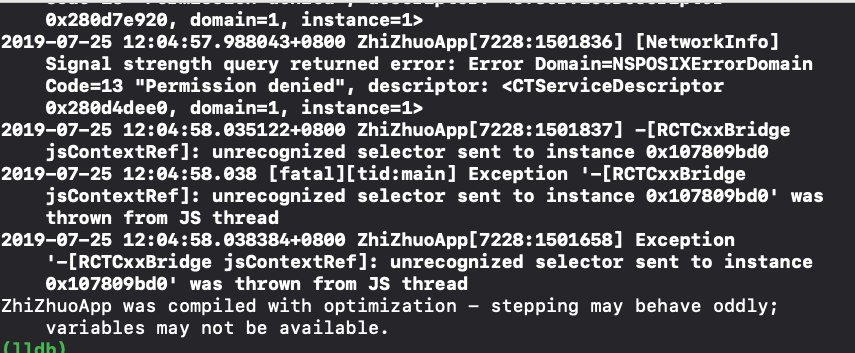 0x280d7e920, domain=1, instance=1>
2019-07-25 12:04:57.988043+0800 ZhiZhuoApp[7228:1501836] [NetworkInfo]
Signal strength query returned error: Error Domain=NSPOSIXErrorDomain
Code=13 "Permission denied", descriptor: <CTServiceDescriptor
0x280d4dee0, domain=1, instance=1>
2019-07-25 12:04:58.035122+0800 ZhiZhuoApp[7228:1501837] -[RCTCxxBridge
jsContextRef]: unrecognized selector sent to instance 0x107809bd0
2019-07-25 12:04:58.038 [fatal][tid:main] Exception '-[RCTCxxBridge
jsContextRef]: unrecognized selector sent to instance 0x107809bd0' was
thrown from JS thread
2019-07-25 12:04:58.038384+0800 ZhiZhuoApp[7228:1501658] Exception
'-[RCTCxxBridge jsContextRef]: unrecognized selector sent to instance
0x107809bd0' was thrown from JS thread
ZhiZhuoApp was compiled with optimization - stepping may behave oddly;
variables may not be available.
(lldb)